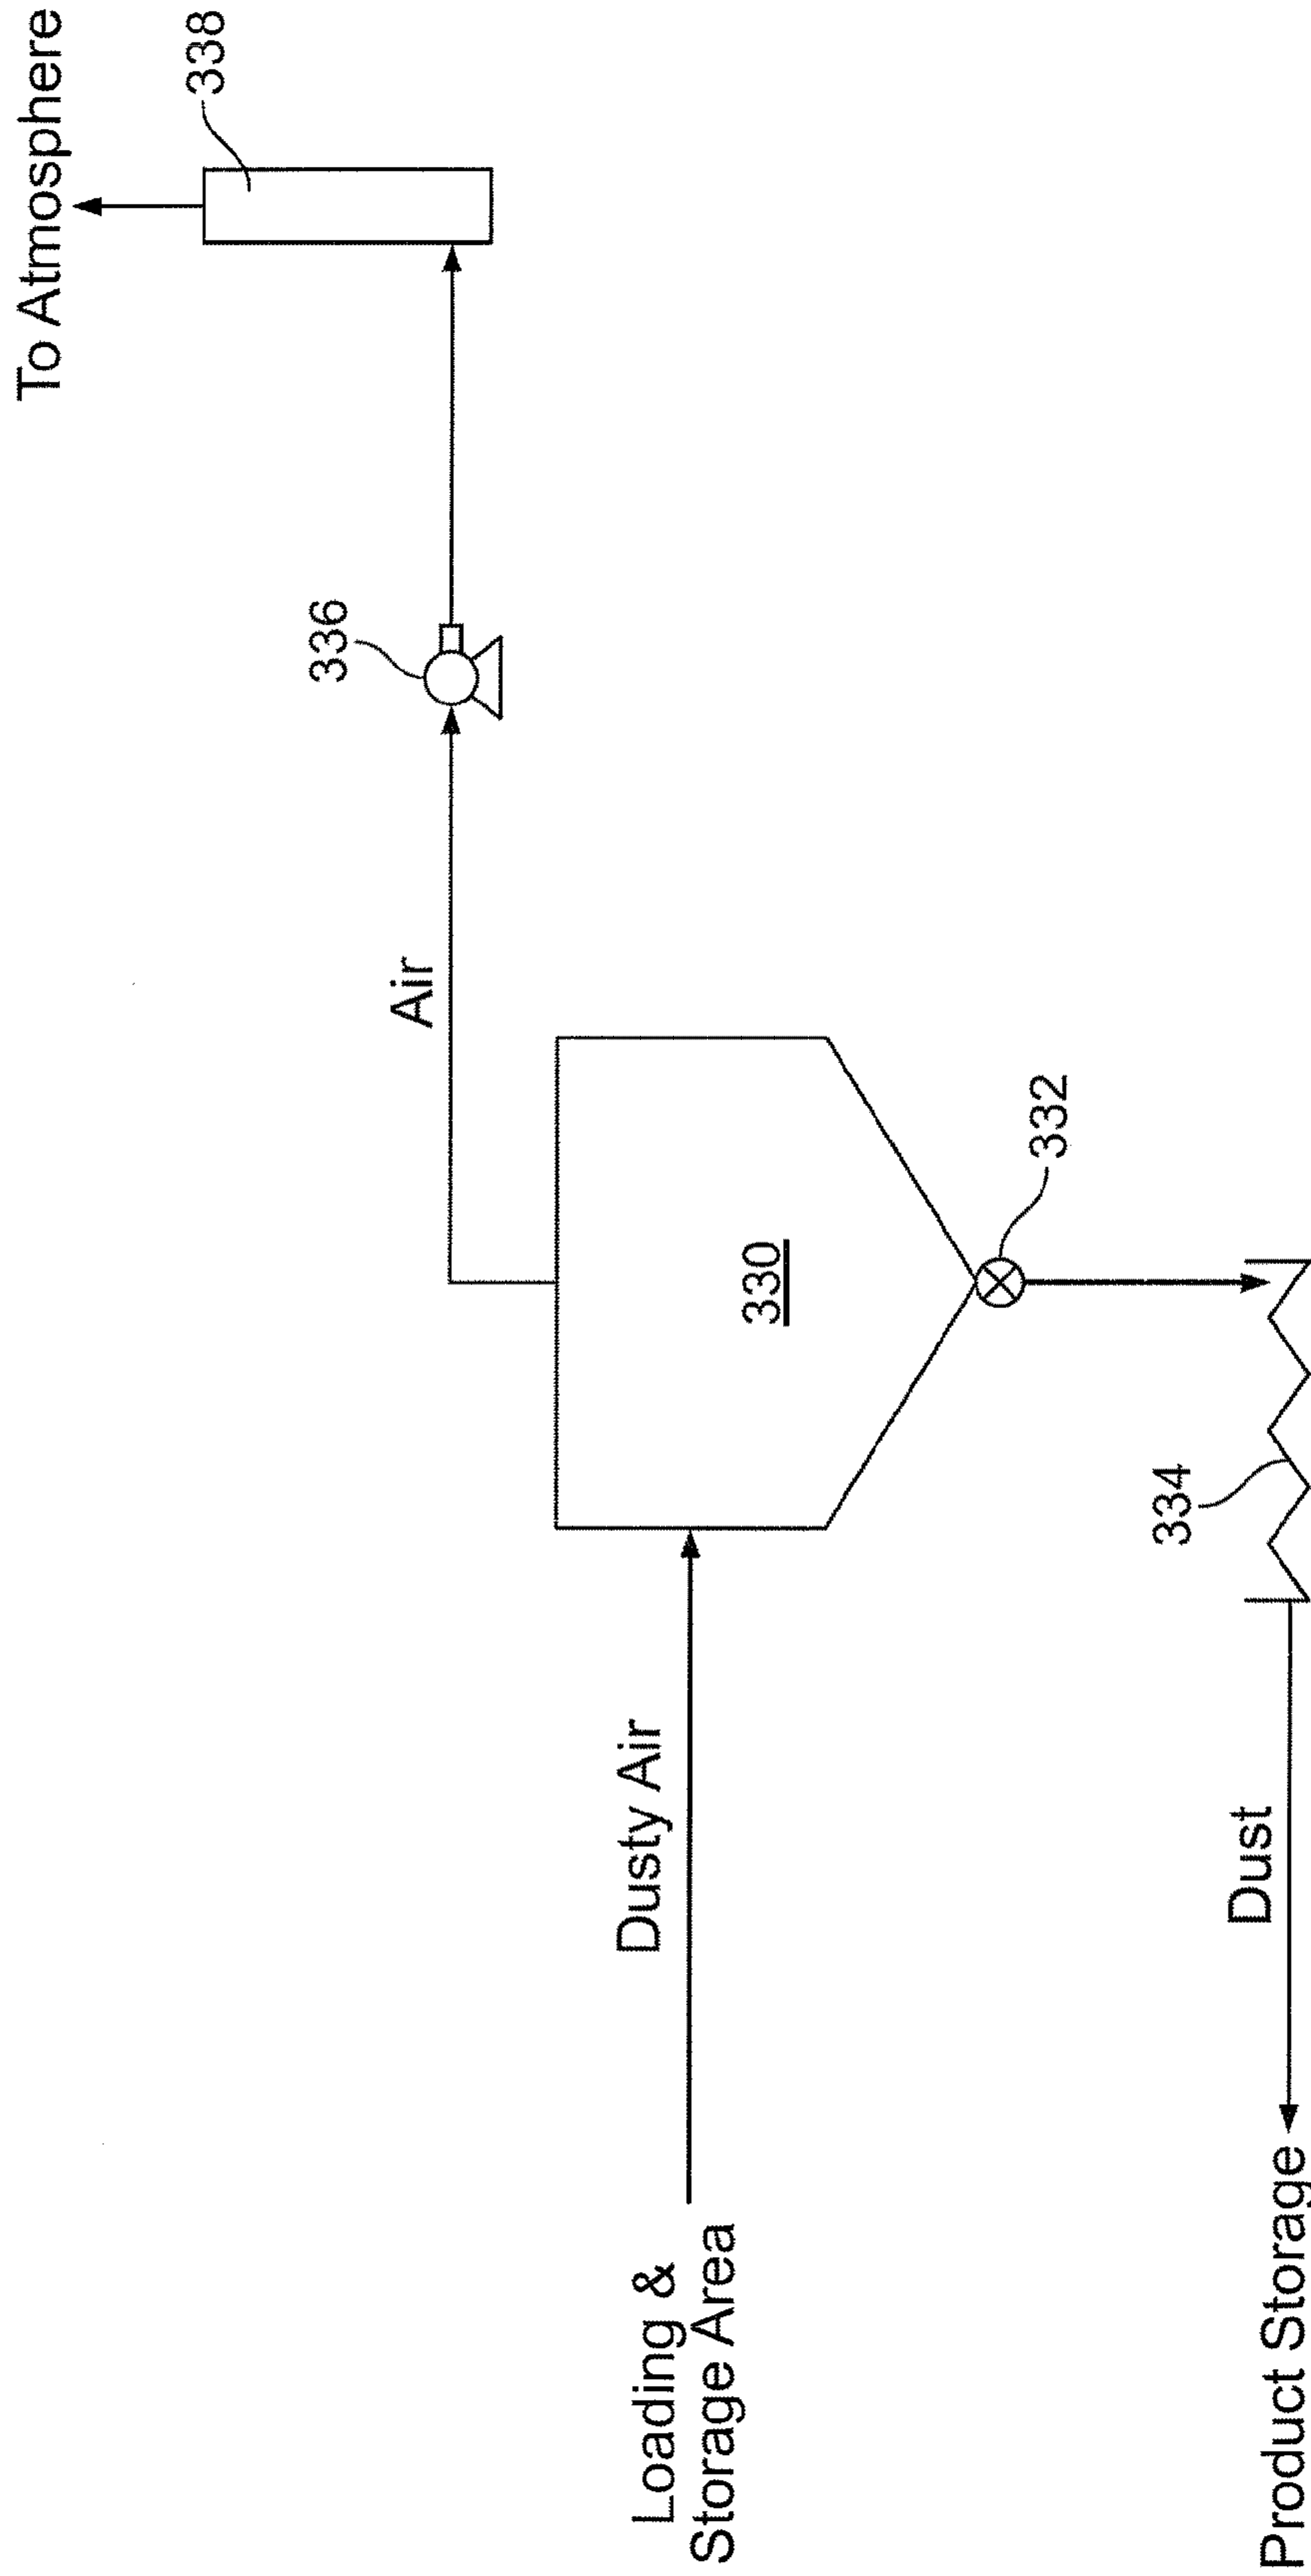 To Atmosphere
338
336
Air
330
332
Dusty Air
334
Loading &
Storage Area
Dust
Product Storage